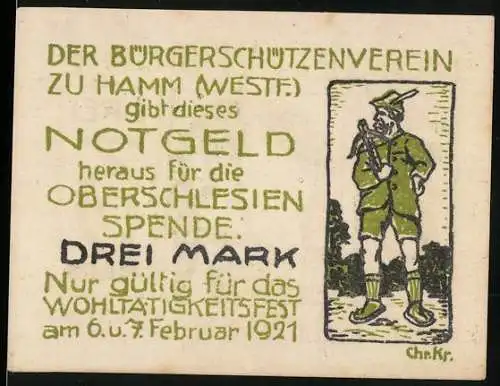 DER BÜRGERSCHÜTZENVEREIN
ZU HAMM (WESTF.)
gibt dieses
NOTGELD
heraus für die
OBERSCHLESIEN
SPENDE:
DREI MARK
Nur gültig für das
WOHLTÄTIGKEITSFEST
am 6. u. 7. Februar 1921
Chr. Kr.